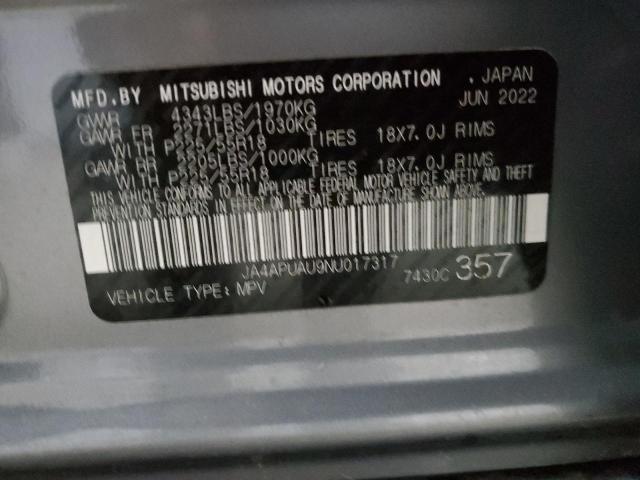 MFD.BY MITSUBISHI MOTORS CORPORATION , JAPAN
GVWR 4343LBS/1970KG JUN 2022
GAWR FR 2271LBS/1030KG
WITH P225/55R18 TIRES 18X7.0J RIMS
GAWR RR 2205LBS/1000KG
WITH P225/55R18 TIRES 18X7.0J RIMS
THIS VEHICLE CONFORMS TO ALL APPLICABLE FEDERAL MOTOR VEHICLE SAFETY AND THEFT
PREVENTION STANDARDS IN EFFECT ON THE DATE OF MANUFACTURE SHOWN ABOVE.
JA4APUAU9NU017317
7430C 357
VEHICLE TYPE: MPV